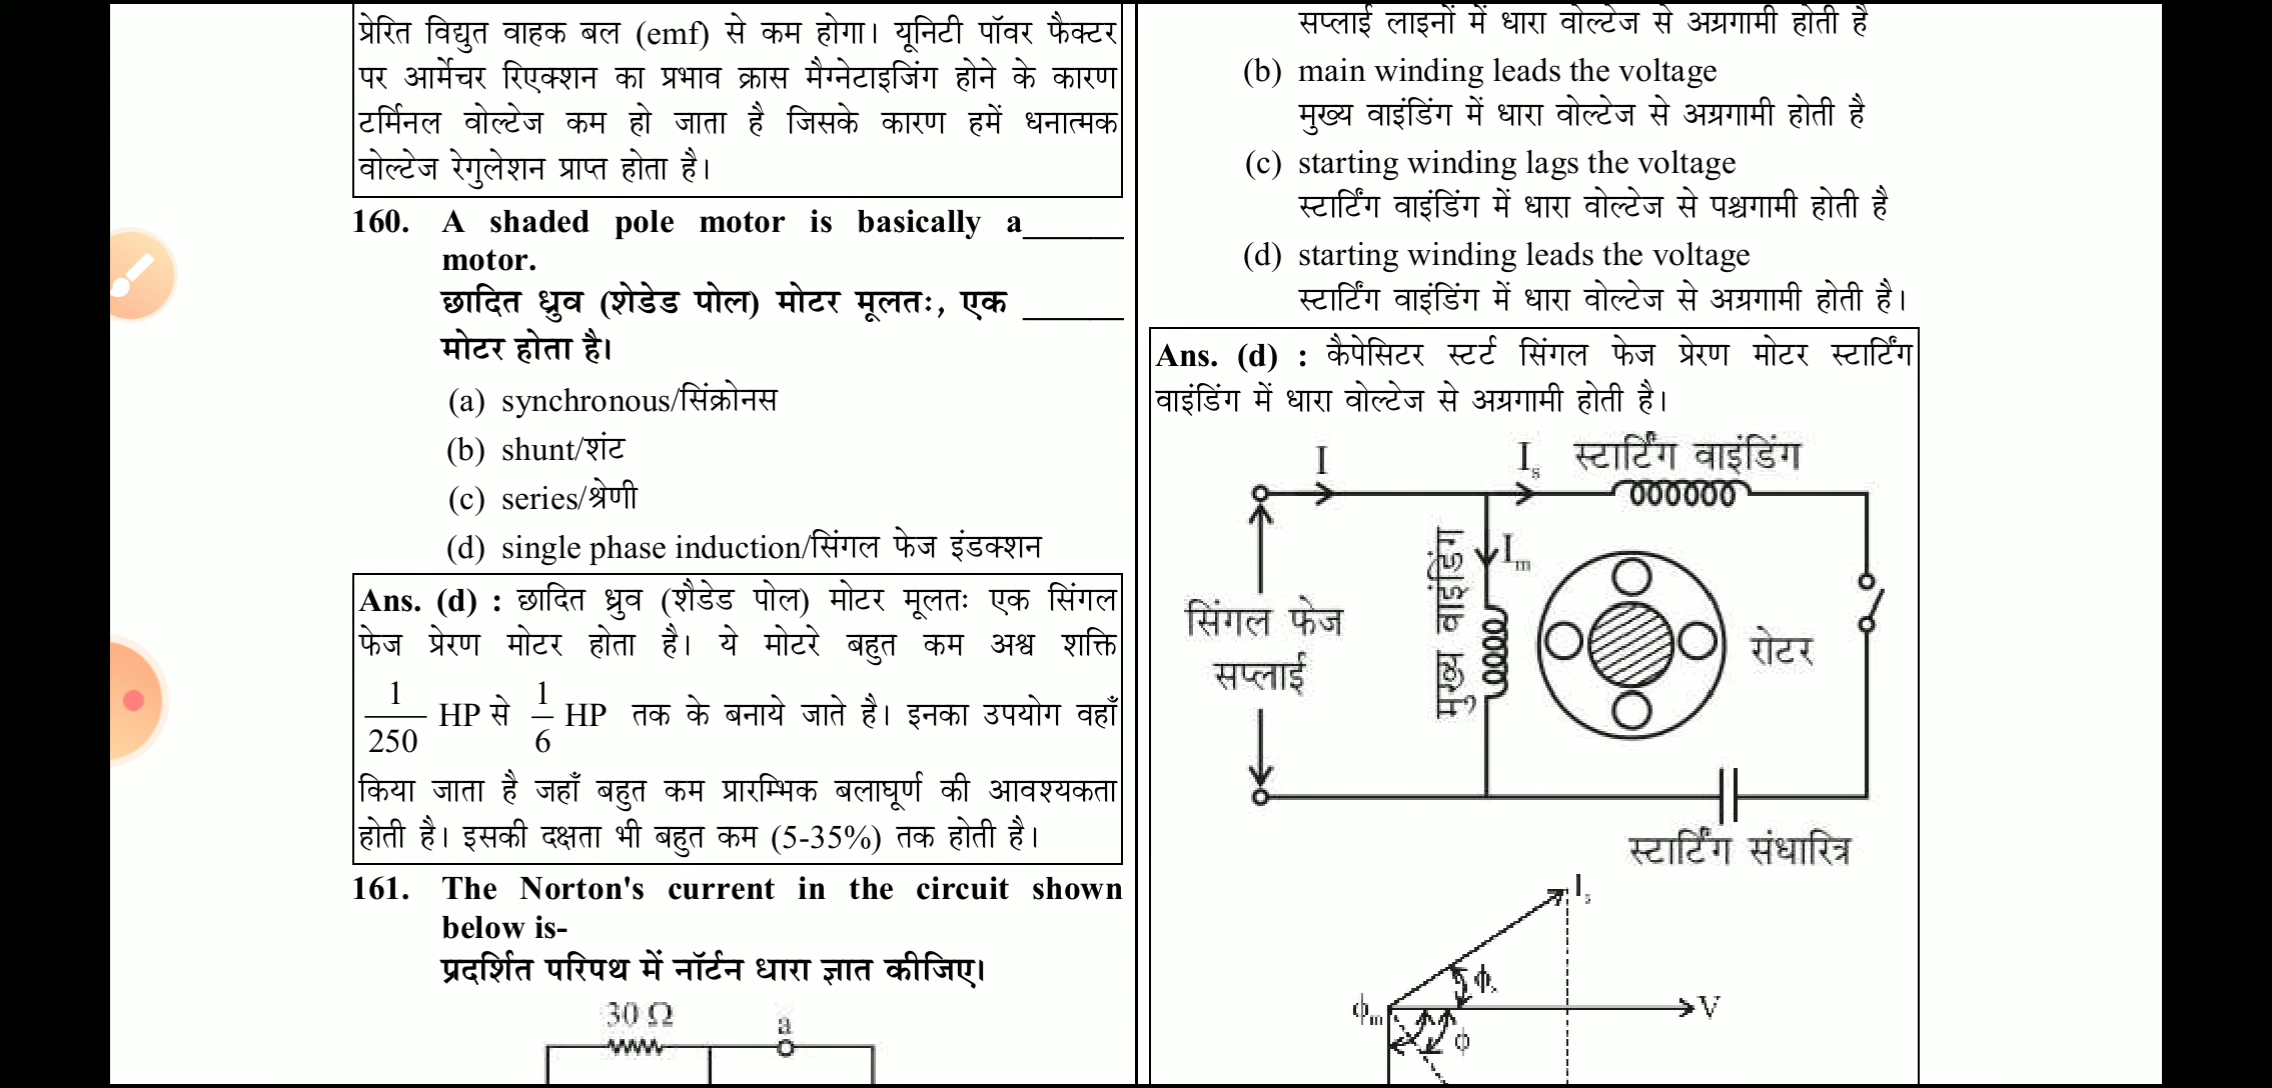 प्रेरित विद्युत वाहक बल (emf) से कम होगा। यूनिटी पॉवर फैक्टर
पर आर्मेचर रिएक्शन का प्रभाव क्रास मैग्नेटाइजिंग होने के कारण
टर्मिनल वोल्टेज कम हो जाता है जिसके कारण हमें धनात्मक
वोल्टेज रेगुलेशन प्राप्त होता है।
160. A shaded pole motor is basically a______
motor.
छादित ध्रुव (शेडेड पोल) मोटर मूलतः, एक ______
मोटर होता है।
(a) synchronous/सिंक्रोनस
(b) shunt/शंट
(c) series/श्रेणी
(d) single phase induction/सिंगल फेज इंडक्शन
Ans. (d) : छादित ध्रुव (शैडेड पोल) मोटर मूलतः एक सिंगल
फेज प्रेरण मोटर होता है। ये मोटरे बहुत कम अश्व शक्ति
1/250 HP से 1/6 HP तक के बनाये जाते है। इनका उपयोग वहाँ
किया जाता है जहाँ बहुत कम प्रारम्भिक बलाघूर्ण की आवश्यकता
होती है। इसकी दक्षता भी बहुत कम (5-35%) तक होती है।
161. The Norton's current in the circuit shown
below is-
प्रदर्शित परिपथ में नॉर्टन धारा ज्ञात कीजिए।
30 Ω
a
सप्लाई लाइनों में धारा वोल्टेज से अग्रगामी होती है
(b) main winding leads the voltage
मुख्य वाइंडिंग में धारा वोल्टेज से अग्रगामी होती है
(c) starting winding lags the voltage
स्टार्टिंग वाइंडिंग में धारा वोल्टेज से पश्चगामी होती है
(d) starting winding leads the voltage
स्टार्टिंग वाइंडिंग में धारा वोल्टेज से अग्रगामी होती है।
Ans. (d) : कैपेसिटर स्टर्ट सिंगल फेज प्रेरण मोटर स्टार्टिंग
वाइंडिंग में धारा वोल्टेज से अग्रगामी होती है।
I
Is
स्टार्टिंग वाइंडिंग
Im
मुख्य वाइंडिंग
सिंगल फेज
सप्लाई
रोटर
स्टार्टिंग संधारित्र
Is
ϕs
ϕm
V
ϕ